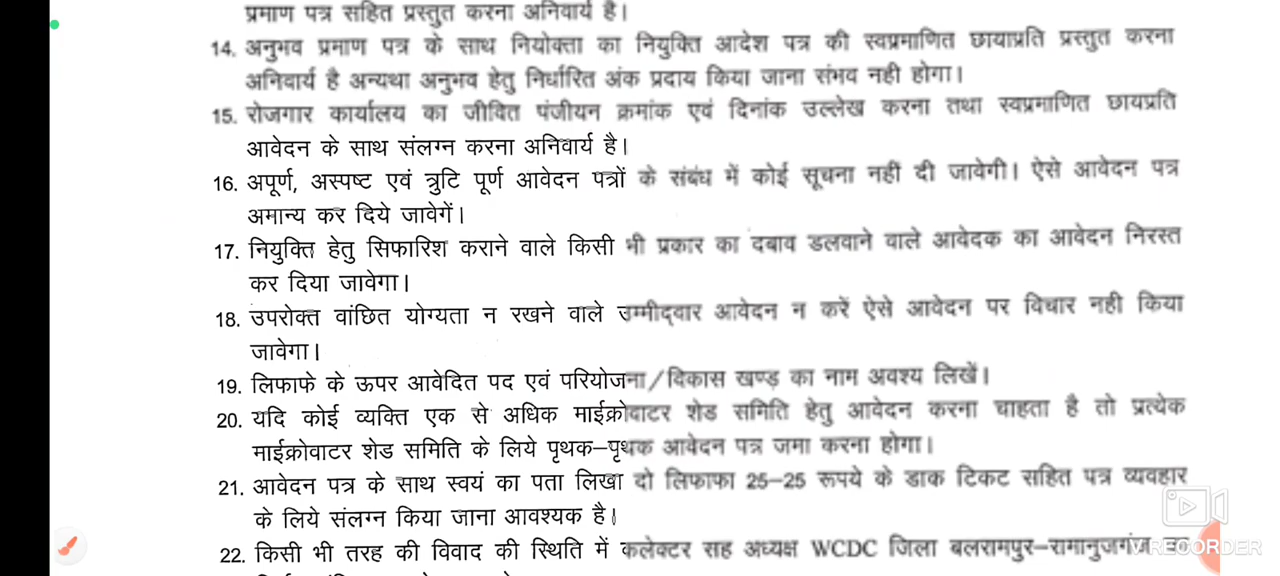 प्रमाण पत्र सहित प्रस्तुत करना अनिवार्य है।
14. अनुभव प्रमाण पत्र के साथ नियोक्ता का नियुक्ति आदेश पत्र की स्वप्रमाणित छायाप्रति प्रस्तुत करना
अनिवार्य है अन्यथा अनुभव हेतु निर्धारित अंक प्रदाय किया जाना संभव नही होगा।
15. रोजगार कार्यालय का जीवित पंजीयन क्रमांक एवं दिनांक उल्लेख करना तथा स्वप्रमाणित छायप्रति
आवेदन के साथ संलग्न करना अनिवार्य है।
16. अपूर्ण, अस्पष्ट एवं त्रुटि पूर्ण आवेदन पत्रों के संबंध में कोई सूचना नहीं दी जावेगी। ऐसे आवेदन पत्र
अमान्य कर दिये जावेगें।
17. नियुक्ति हेतु सिफारिश कराने वाले किसी भी प्रकार का दबाव डलवाने वाले आवेदक का आवेदन निरस्त
कर दिया जावेगा।
18. उपरोक्त वांछित योग्यता न रखने वाले उम्मीद्वार आवेदन न करें ऐसे आवेदन पर विचार नही किया
जावेगा।
19. लिफाफे के ऊपर आवेदित पद एवं परियोजना/विकास खण्ड का नाम अवश्य लिखें।
20. यदि कोई व्यक्ति एक से अधिक माईक्रोवाटर शेड समिति हेतु आवेदन करना चाहता है तो प्रत्येक
माईक्रोवाटर शेड समिति के लिये पृथक–पृथक आवेदन पत्र जमा करना होगा।
21. आवेदन पत्र के साथ स्वयं का पता लिखा दो लिफाफा 25–25 रूपये के डाक टिकट सहित पत्र व्यवहार
के लिये संलग्न किया जाना आवश्यक है।
22. किसी भी तरह की विवाद की स्थिति में कलेक्टर सह अध्यक्ष WCDC जिला बलरामपुर–रामानुजगंज
RECORDER